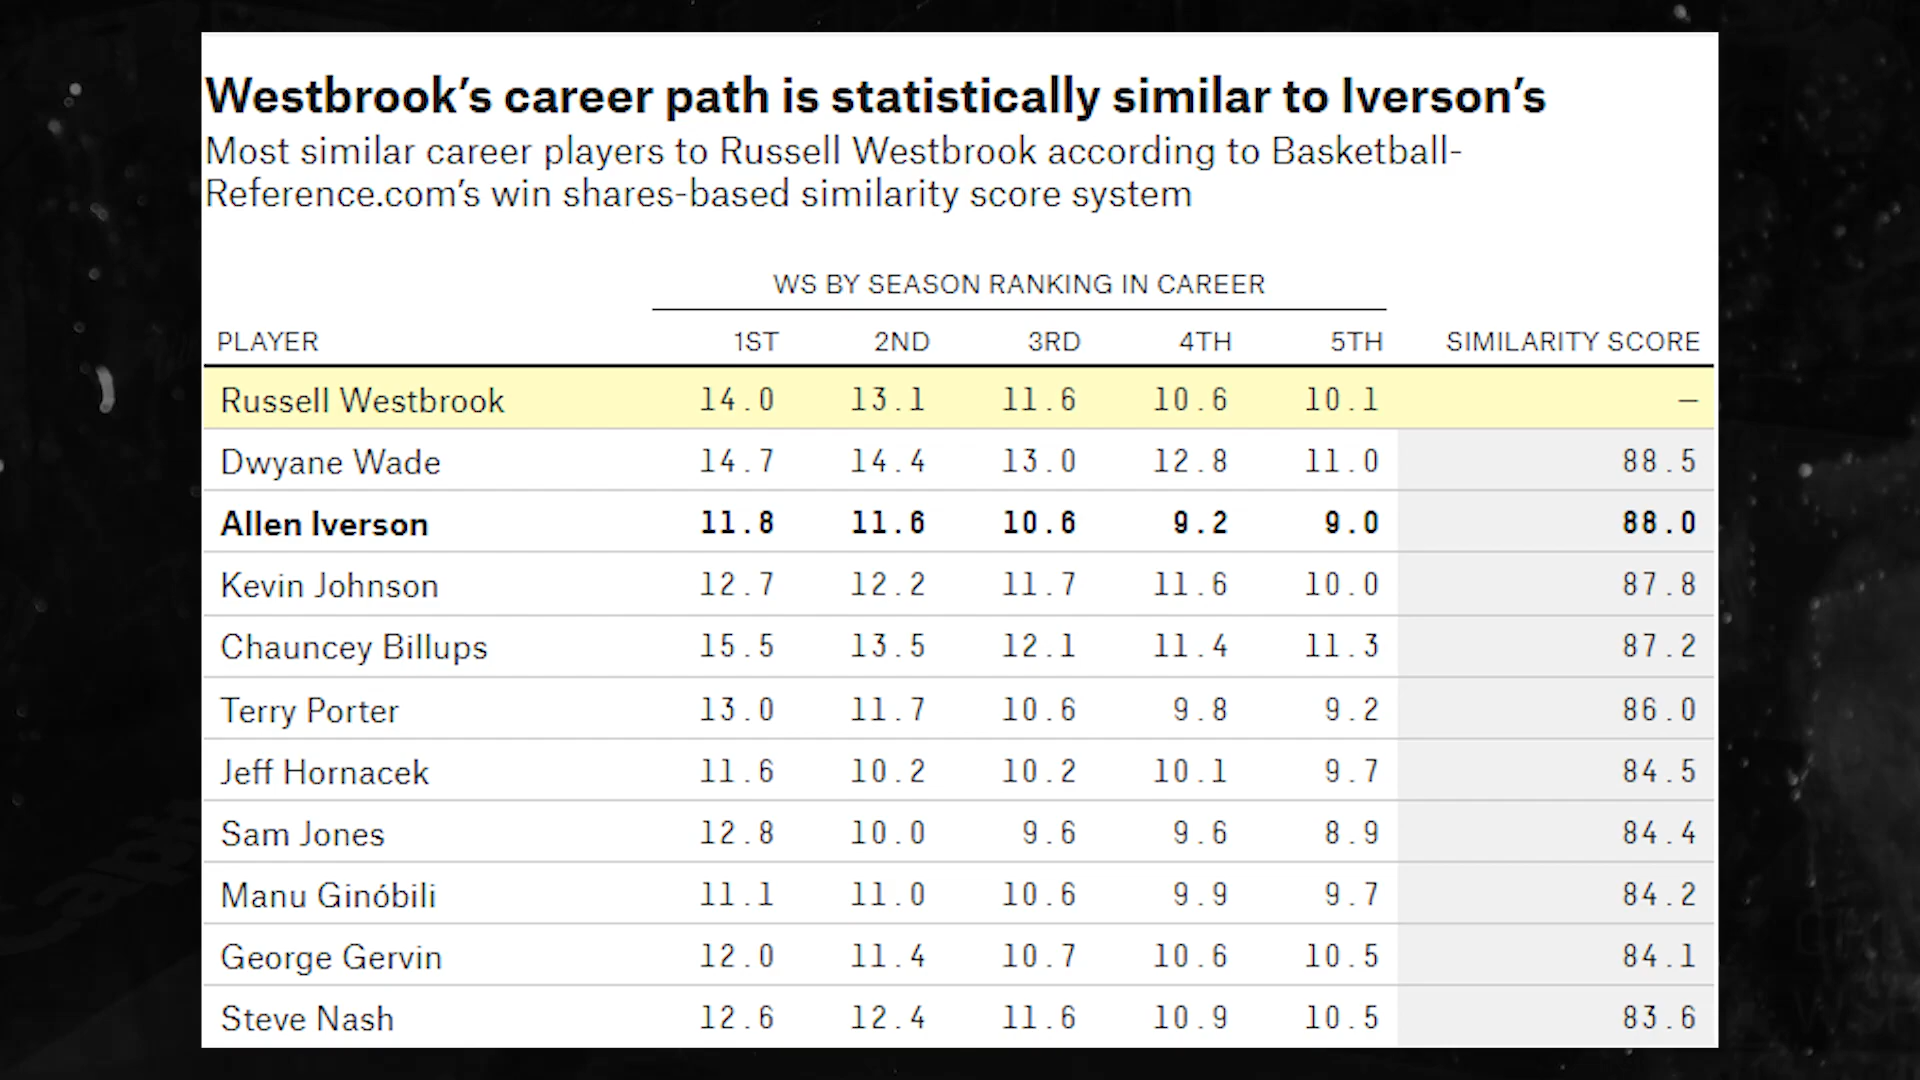 Westbrook’s career path is statistically similar to Iverson’s
Most similar career players to Russell Westbrook according to Basketball-
Reference.com’s win shares-based similarity score system
WS BY SEASON RANKING IN CAREER
PLAYER 1ST 2ND 3RD 4TH 5TH SIMILARITY SCORE
Russell Westbrook 14.0 13.1 11.6 10.6 10.1 —
Dwyane Wade 14.7 14.4 13.0 12.8 11.0 88.5
Allen Iverson 11.8 11.6 10.6 9.2 9.0 88.0
Kevin Johnson 12.7 12.2 11.7 11.6 10.0 87.8
Chauncey Billups 15.5 13.5 12.1 11.4 11.3 87.2
Terry Porter 13.0 11.7 10.6 9.8 9.2 86.0
Jeff Hornacek 11.6 10.2 10.2 10.1 9.7 84.5
Sam Jones 12.8 10.0 9.6 9.6 8.9 84.4
Manu Ginóbili 11.1 11.0 10.6 9.9 9.7 84.2
George Gervin 12.0 11.4 10.7 10.6 10.5 84.1
Steve Nash 12.6 12.4 11.6 10.9 10.5 83.6